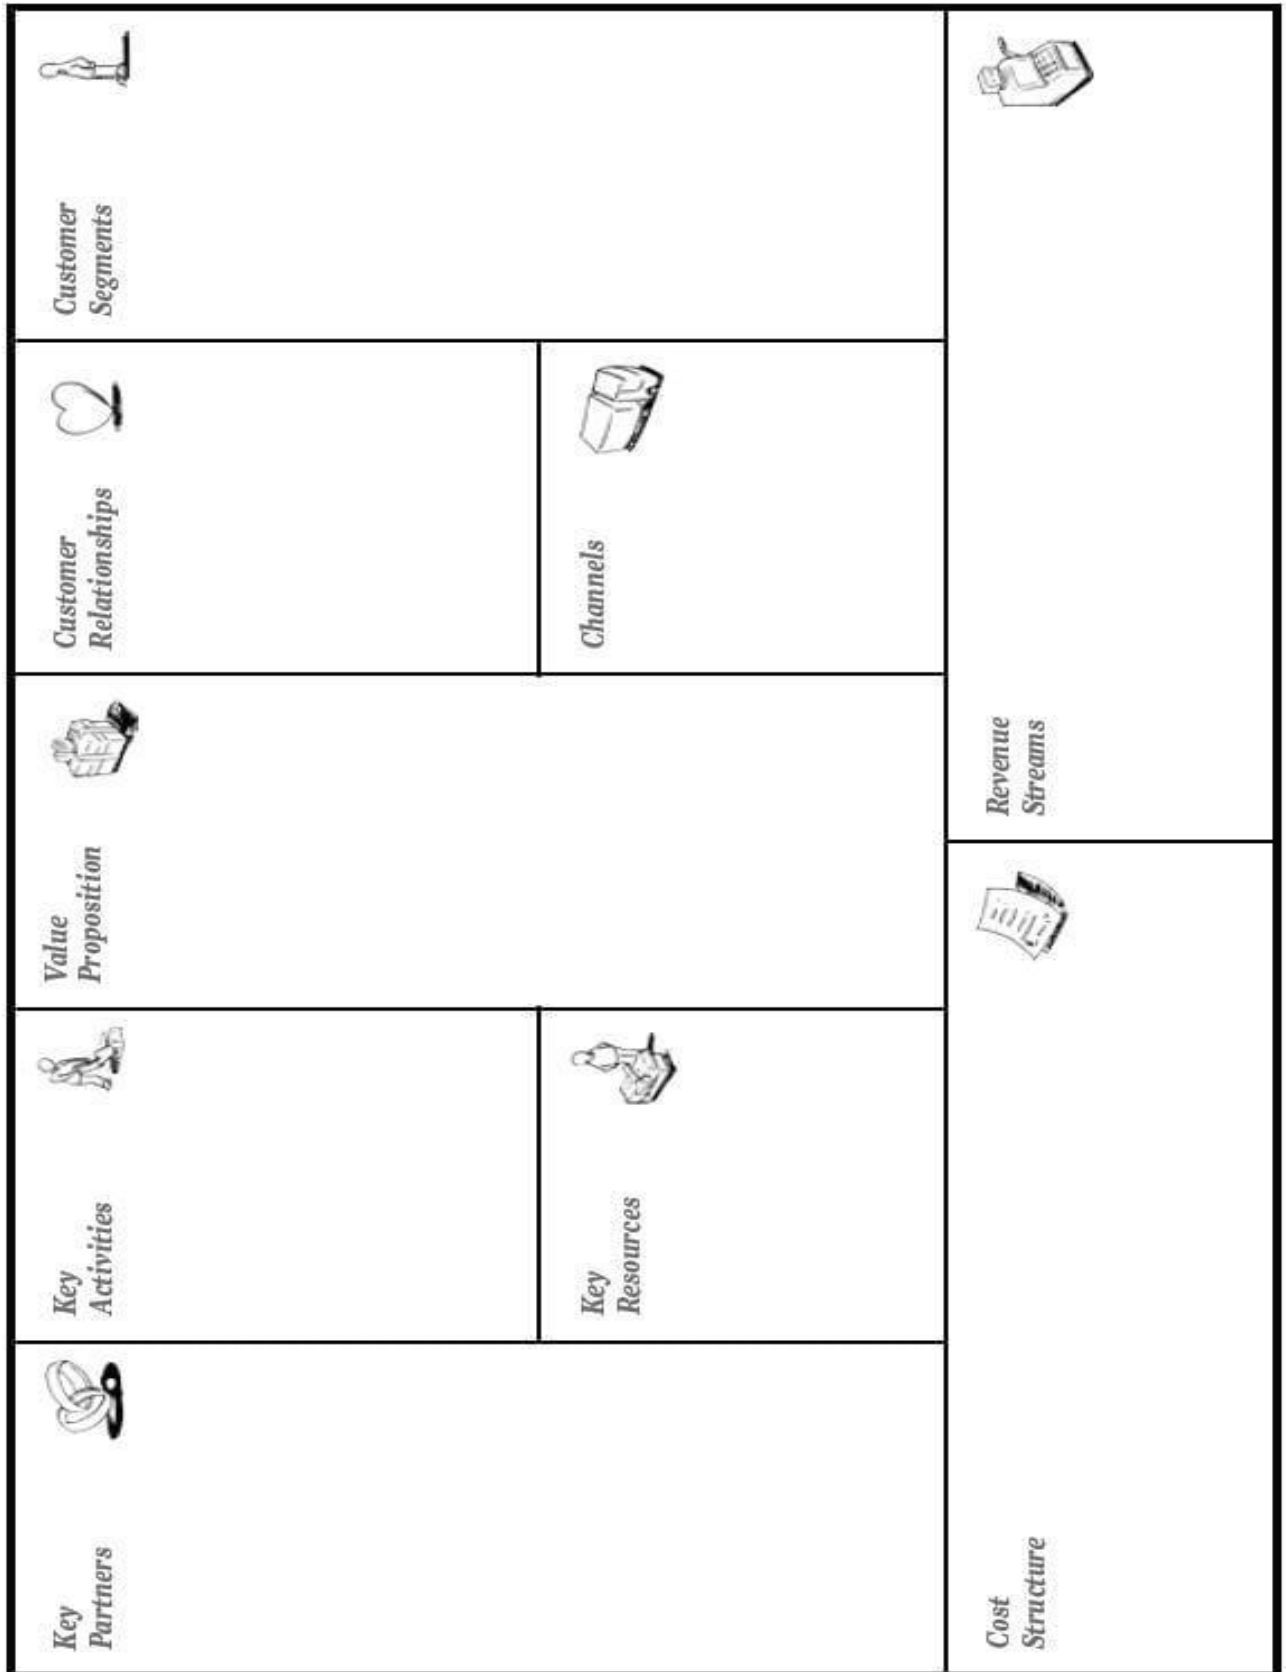 Key
Partners
Key
Activities
Key
Resources
Value
Proposition
Customer
Relationships
Channels
Customer
Segments
Cost
Structure
Revenue
Streams